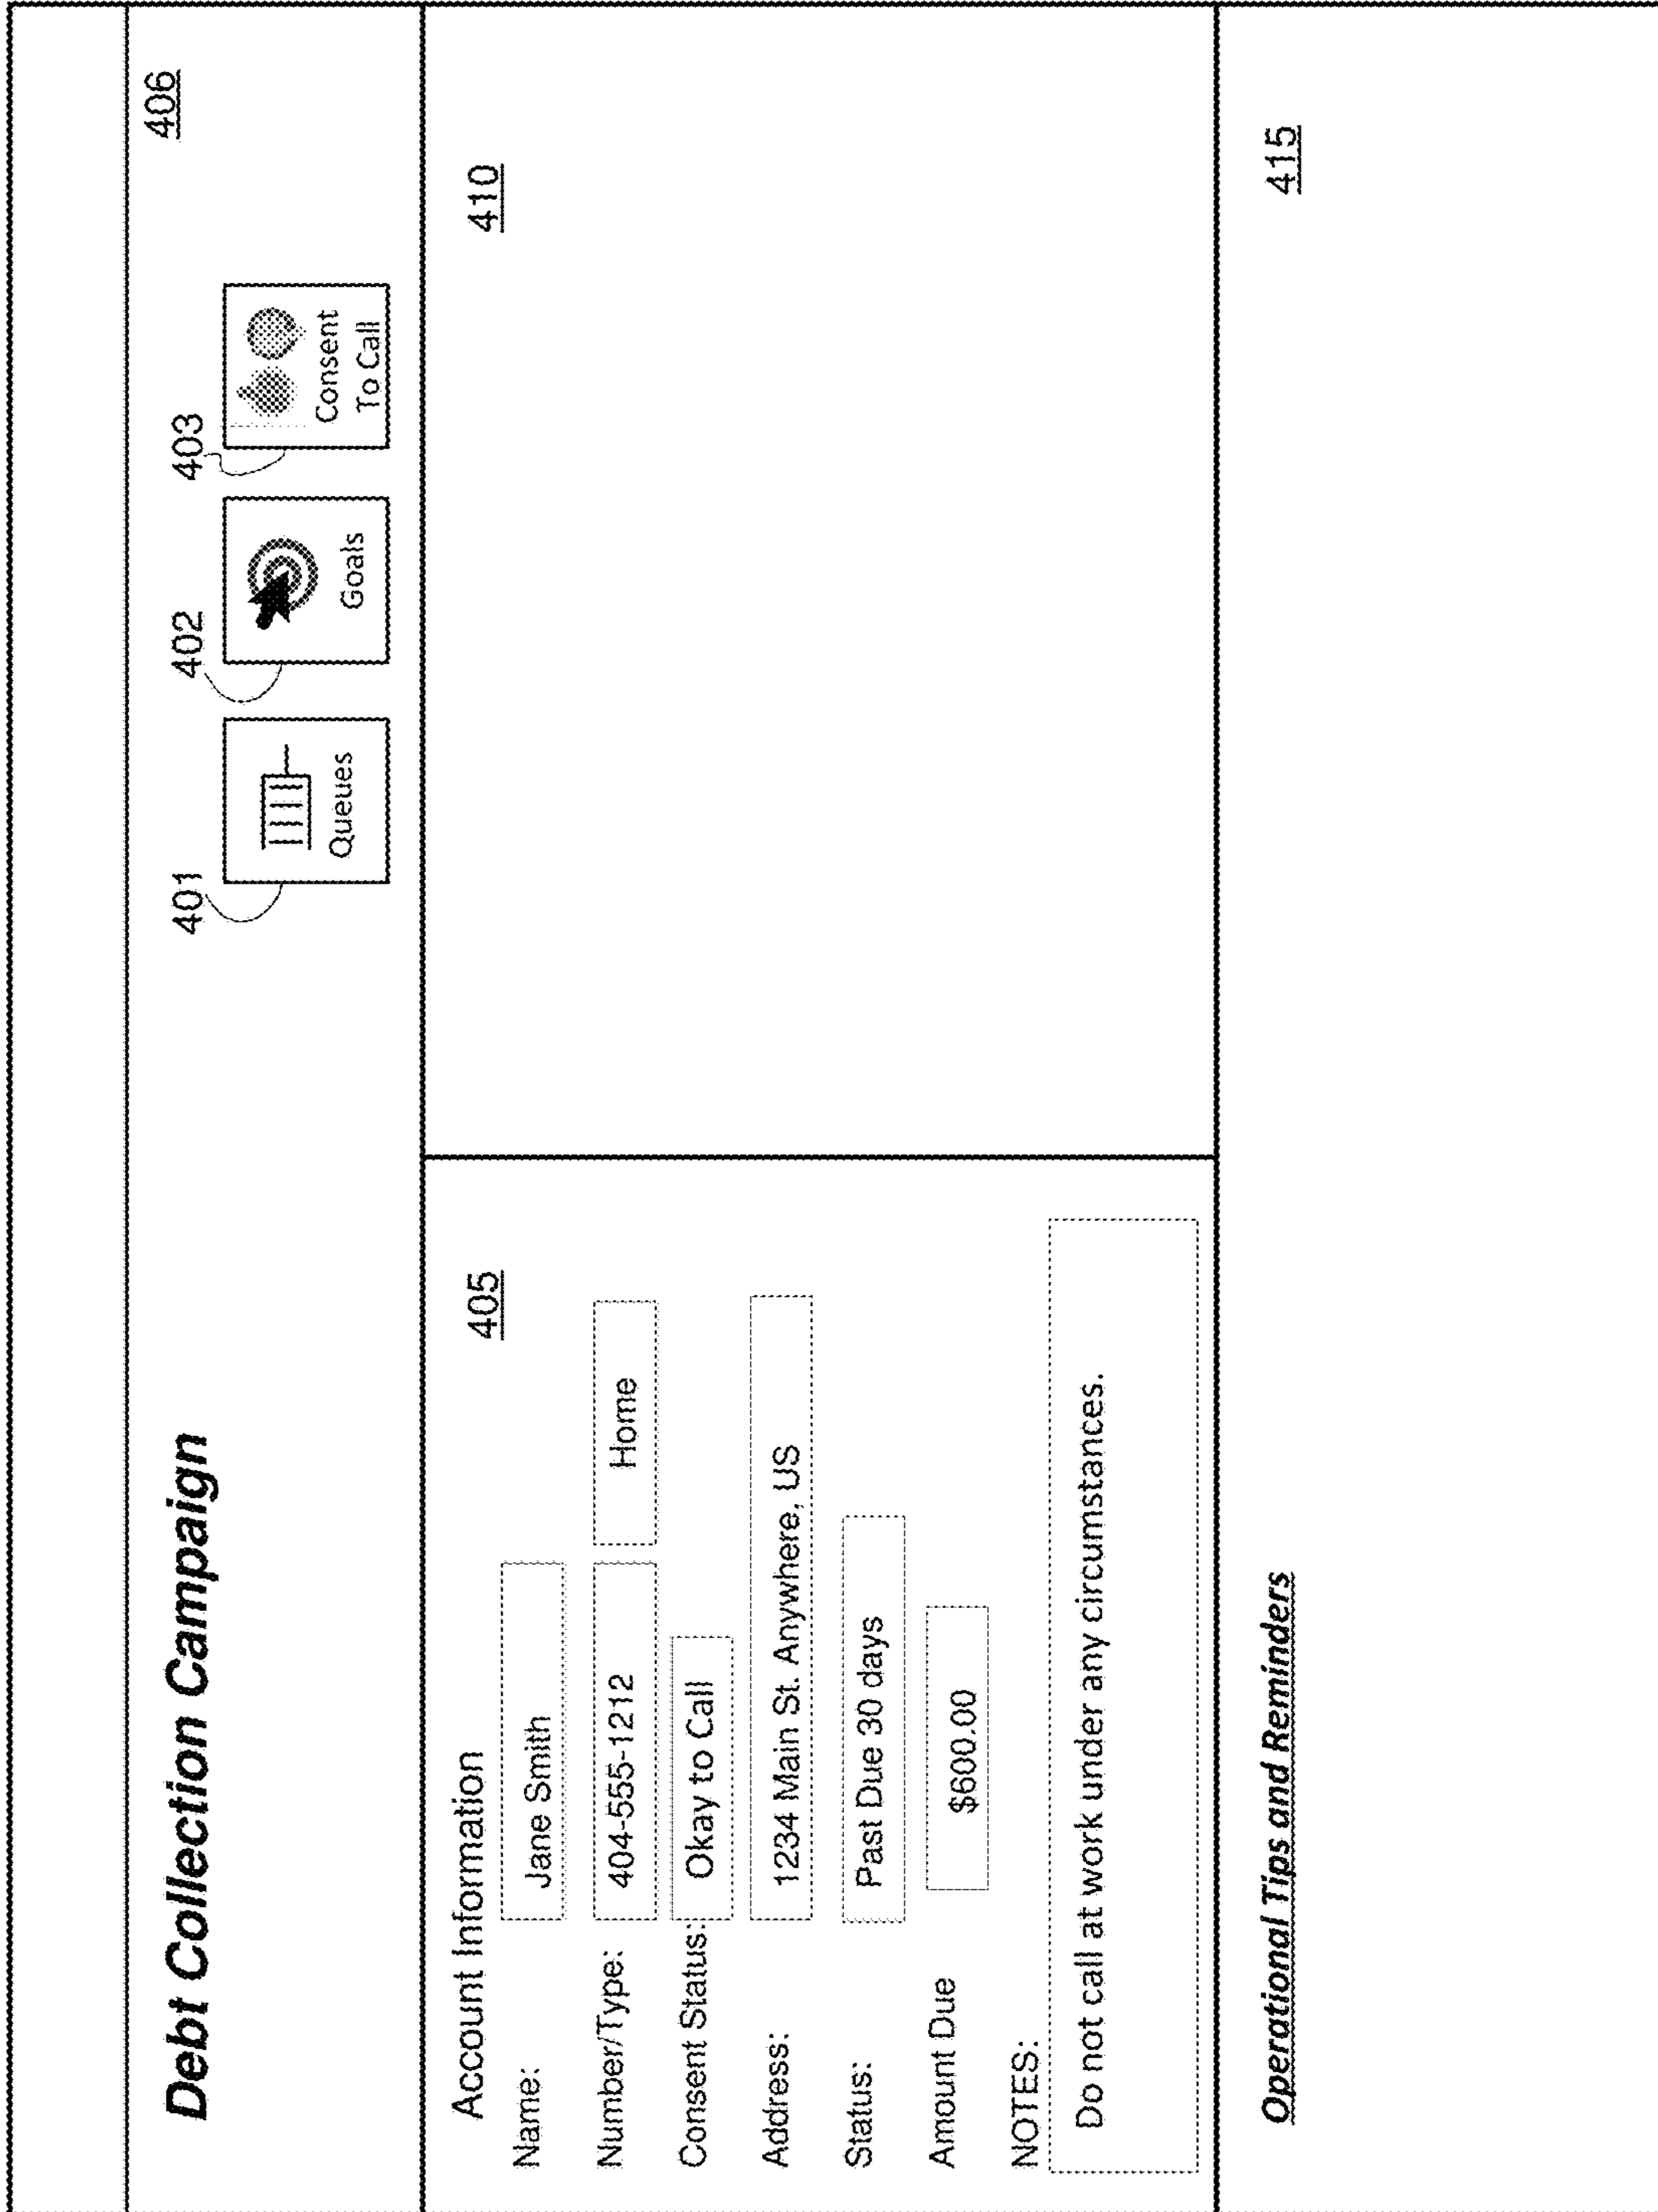 406
Debt Collection Campaign
401
402
403
Queues
Goals
Consent
To Call
Account Information
405
410
Name:
Jane Smith
Number/Type:
404-555-1212
Home
Consent Status:
Okay to Call
Address:
1234 Main St. Anywhere, US
Status:
Past Due 30 days
Amount Due
$600.00
NOTES:
Do not call at work under any circumstances.
Operational Tips and Reminders
415